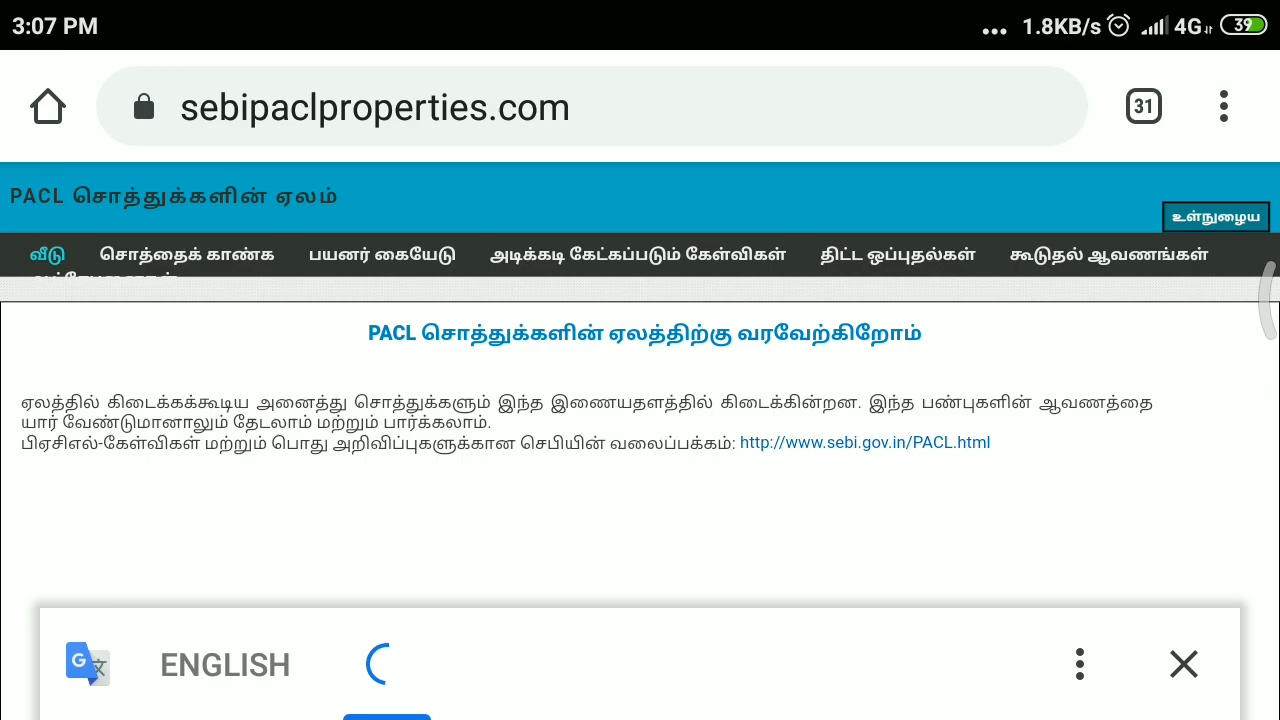 3:07 PM
1.8KB/s 4G 39
sebipaclproperties.com
31
PACL சொத்துக்களின் ஏலம்
உள்நுழைய
வீடு சொத்தைக் காண்க பயனர் கையேடு அடிக்கடி கேட்கப்படும் கேள்விகள் திட்ட ஒப்புதல்கள் கூடுதல் ஆவணங்கள்
PACL சொத்துக்களின் ஏலத்திற்கு வரவேற்கிறோம்
ஏலத்தில் கிடைக்கக்கூடிய அனைத்து சொத்துக்களும் இந்த இணையதளத்தில் கிடைக்கின்றன. இந்த பண்புகளின் ஆவணத்தை
யார் வேண்டுமானாலும் தேடலாம் மற்றும் பார்க்கலாம்.
பிஏசிஎல்-கேள்விகள் மற்றும் பொது அறிவிப்புகளுக்கான செபியின் வலைப்பக்கம்: http://www.sebi.gov.in/PACL.html
ENGLISH